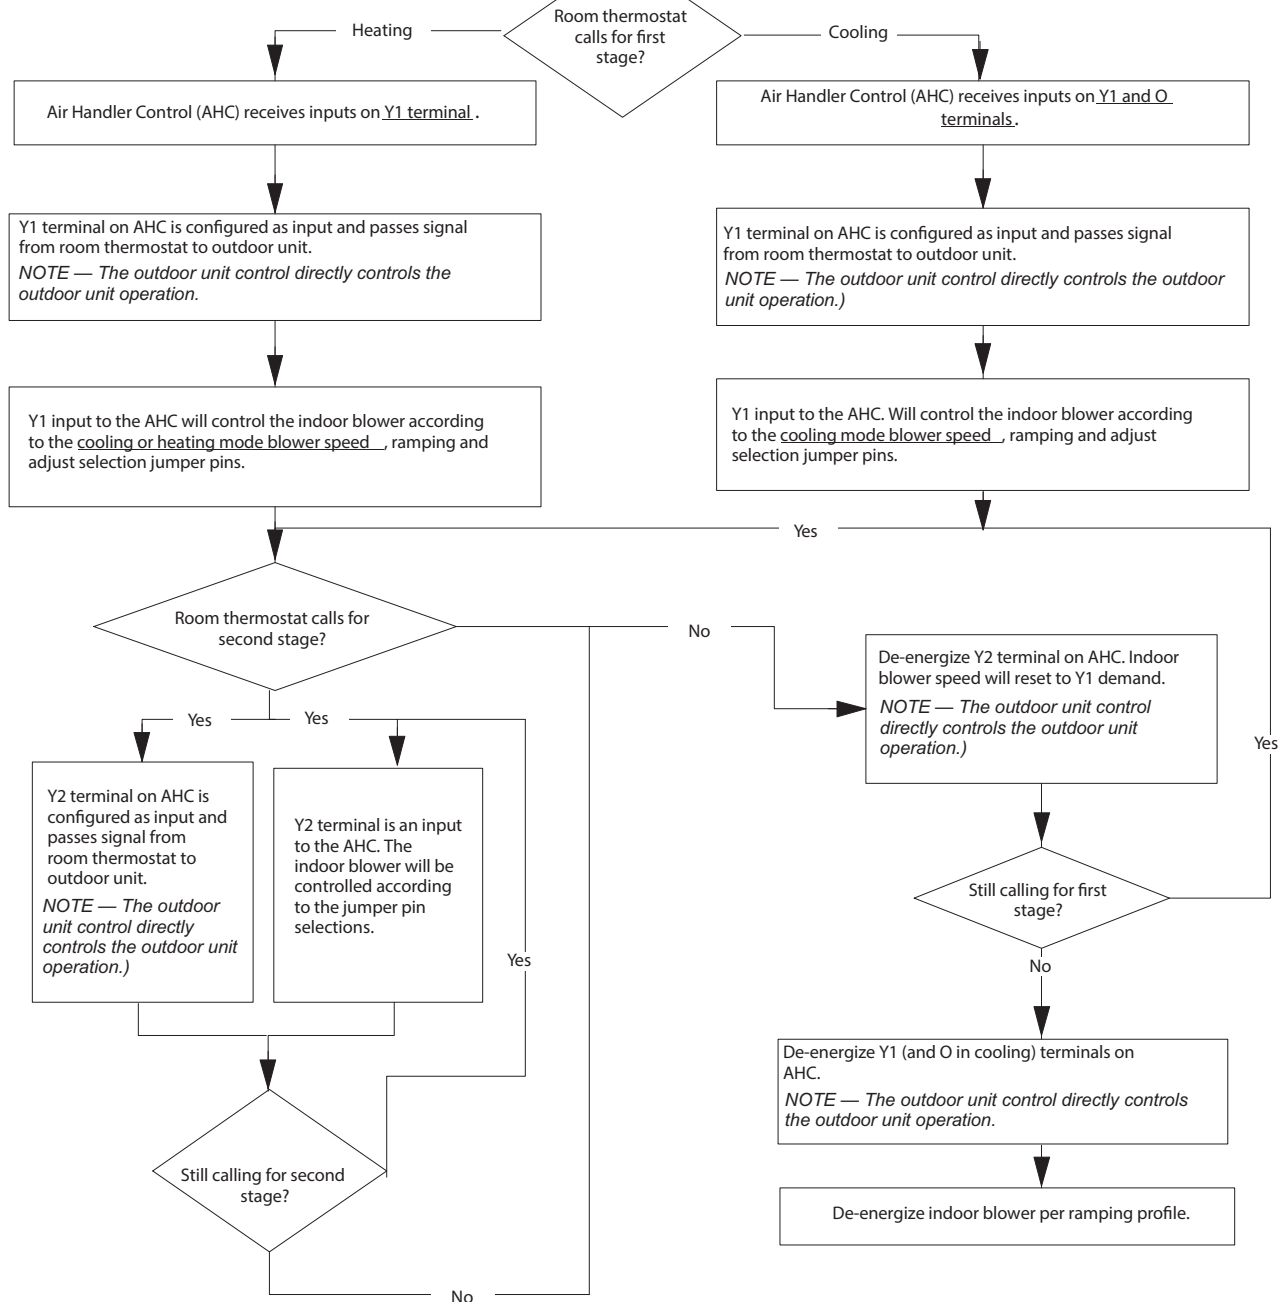 Room thermostat
calls for first
stage?
Heating
Cooling
Air Handler Control (AHC) receives inputs on Y1 terminal .
Air Handler Control (AHC) receives inputs on Y1 and O
terminals .
Y1 terminal on AHC is configured as input and passes signal
from room thermostat to outdoor unit.
NOTE — The outdoor unit control directly controls the
outdoor unit operation.
Y1 terminal on AHC is configured as input and passes signal
from room thermostat to outdoor unit.
NOTE — The outdoor unit control directly controls the outdoor
unit operation.)
Y1 input to the AHC will control the indoor blower according
to the cooling or heating mode blower speed , ramping and
adjust selection jumper pins.
Y1 input to the AHC. Will control the indoor blower according
to the cooling mode blower speed , ramping and adjust
selection jumper pins.
Yes
Room thermostat calls for
second stage?
No
De-energize Y2 terminal on AHC. Indoor
blower speed will reset to Y1 demand.
NOTE — The outdoor unit control
directly controls the outdoor unit
operation.)
Yes
Yes
Yes
Y2 terminal on AHC is
configured as input and
passes signal from
room thermostat to
outdoor unit.
NOTE — The outdoor
unit control directly
controls the outdoor unit
operation.)
Y2 terminal is an input
to the AHC. The
indoor blower will be
controlled according
to the jumper pin
selections.
Yes
Still calling for first
stage?
No
De-energize Y1 (and O in cooling) terminals on
AHC.
NOTE — The outdoor unit control directly controls
the outdoor unit operation.
Still calling for second
stage?
De-energize indoor blower per ramping profile.
No